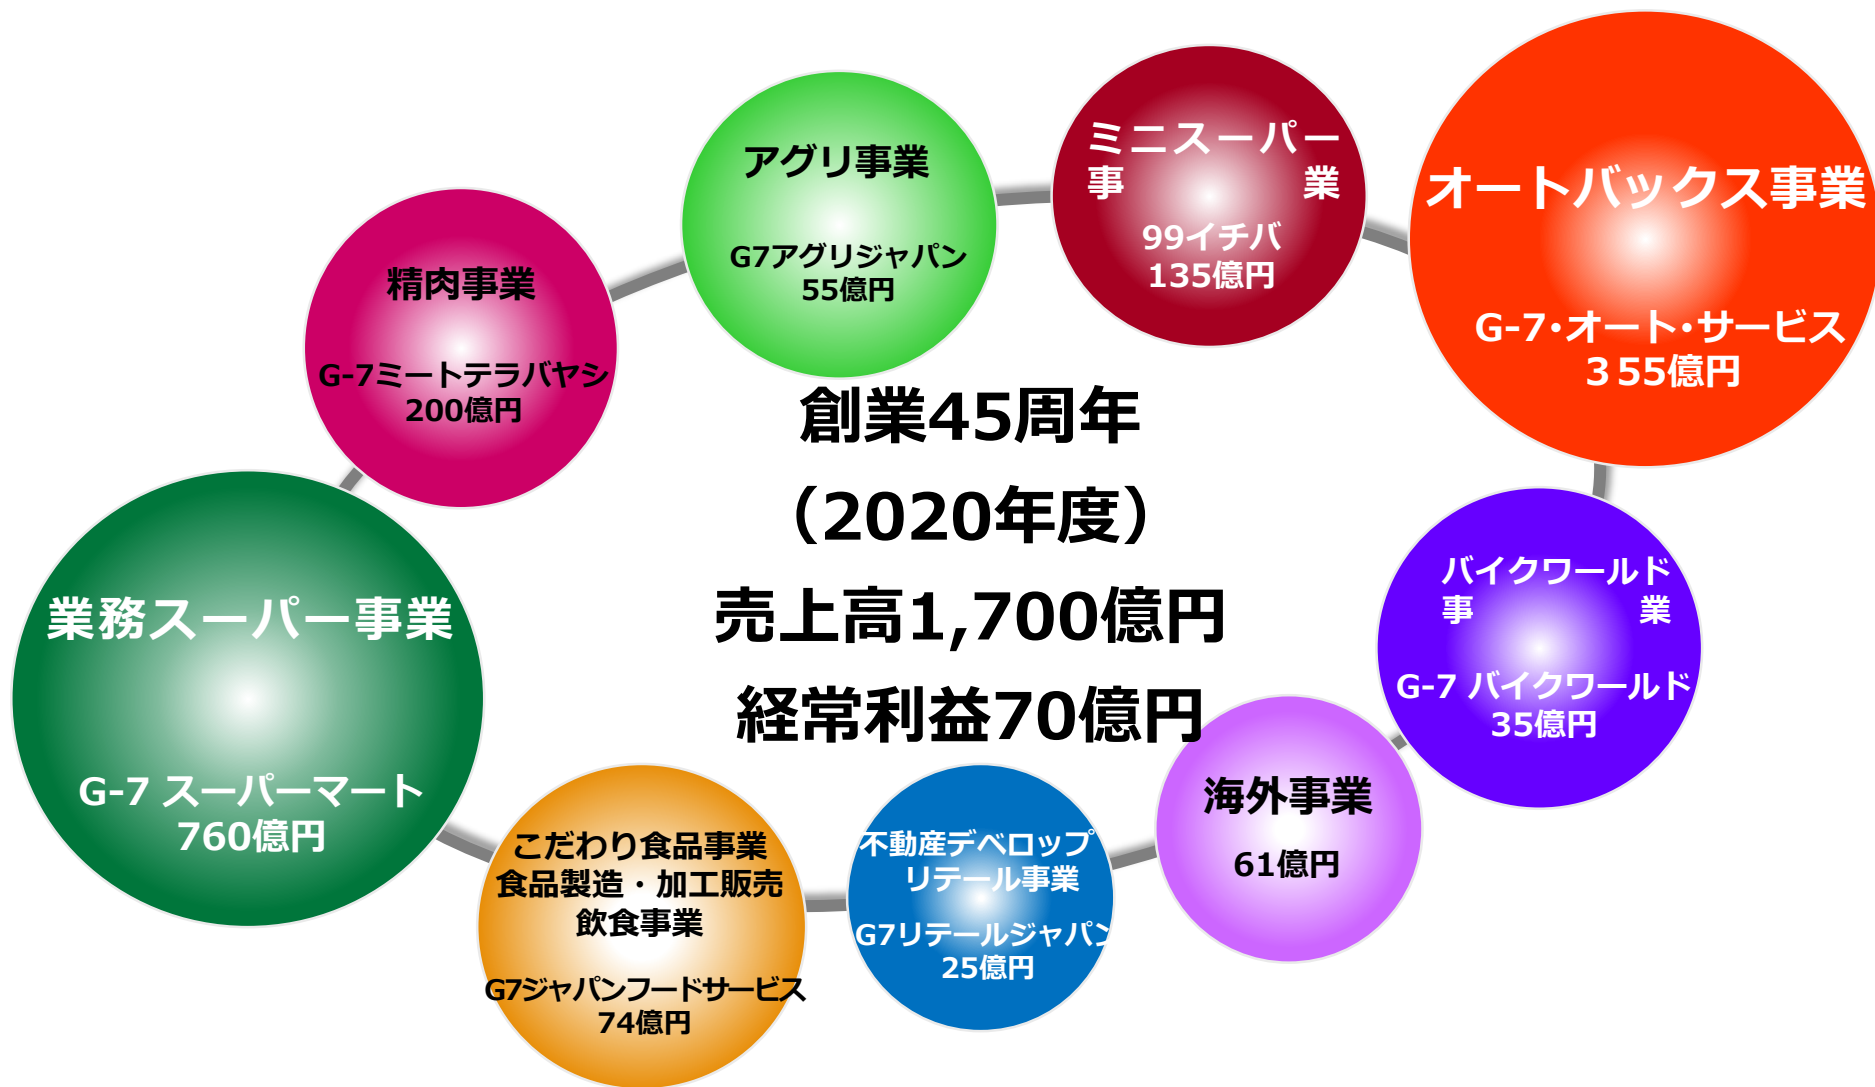 アグリ事業
G7アグリジャパン
55億円
ミニスーパー
事業
99イチバ
135億円
オートバックス事業
G-7・オート・サービス
３55億円
精肉事業
G-7ミートテラバヤシ
200億円
創業45周年
（2020年度）
売上高1,700億円
経常利益70億円
業務スーパー事業
G-7 スーパーマート
760億円
バイクワールド
事業
G-7 バイクワールド
35億円
海外事業
61億円
不動産デベロップ
リテール事業
G7リテールジャパン
25億円
こだわり食品事業
食品製造・加工販売
飲食事業
G7ジャパンフードサービス
74億円